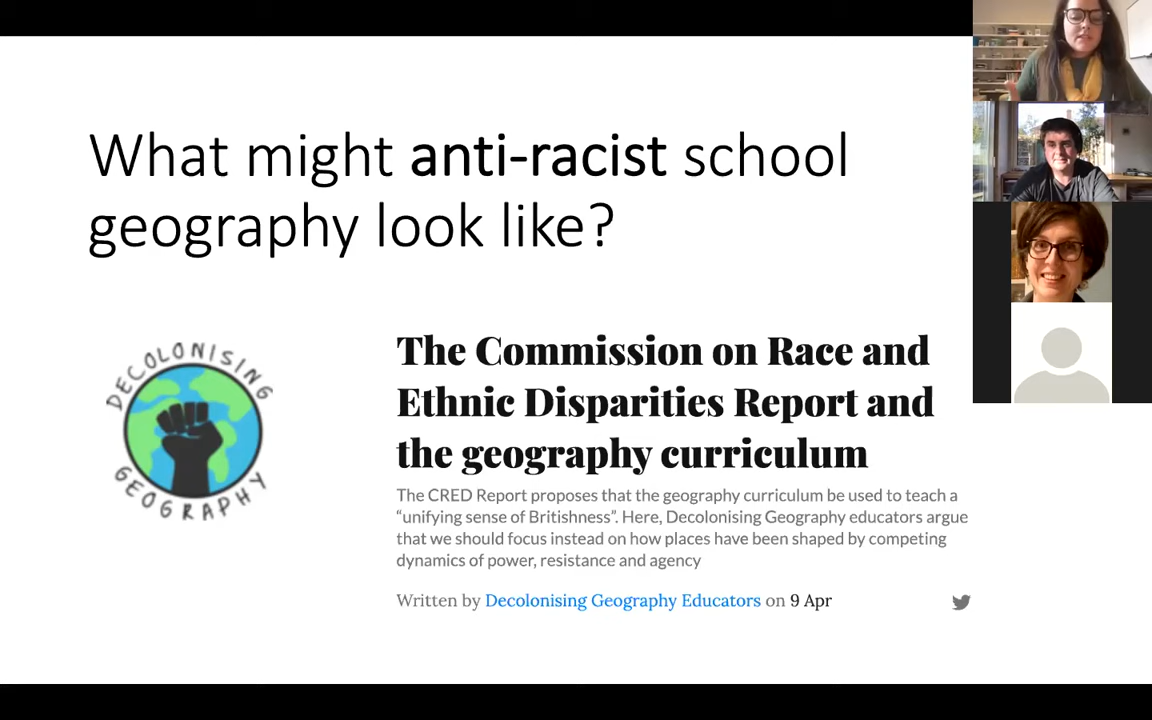 What might anti-racist school
geography look like?
DECOLONISING
GEOGRAPHY
The Commission on Race and
Ethnic Disparities Report and
the geography curriculum
The CRED Report proposes that the geography curriculum be used to teach a
“unifying sense of Britishness”. Here, Decolonising Geography educators argue
that we should focus instead on how places have been shaped by competing
dynamics of power, resistance and agency
Written by Decolonising Geography Educators on 9 Apr